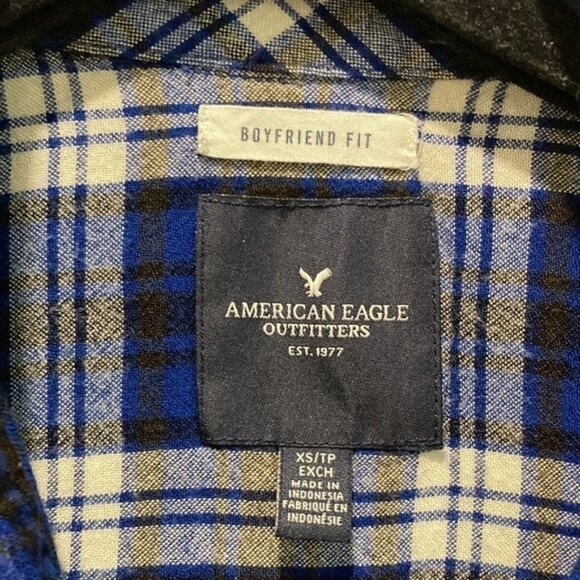 BOYFRIEND FIT
AMERICAN EAGLE
OUTFITTERS
EST. 1977
XS/TP
EXCH
MADE IN
INDONESIA
FABRIQUÉ EN
INDONÉSIE